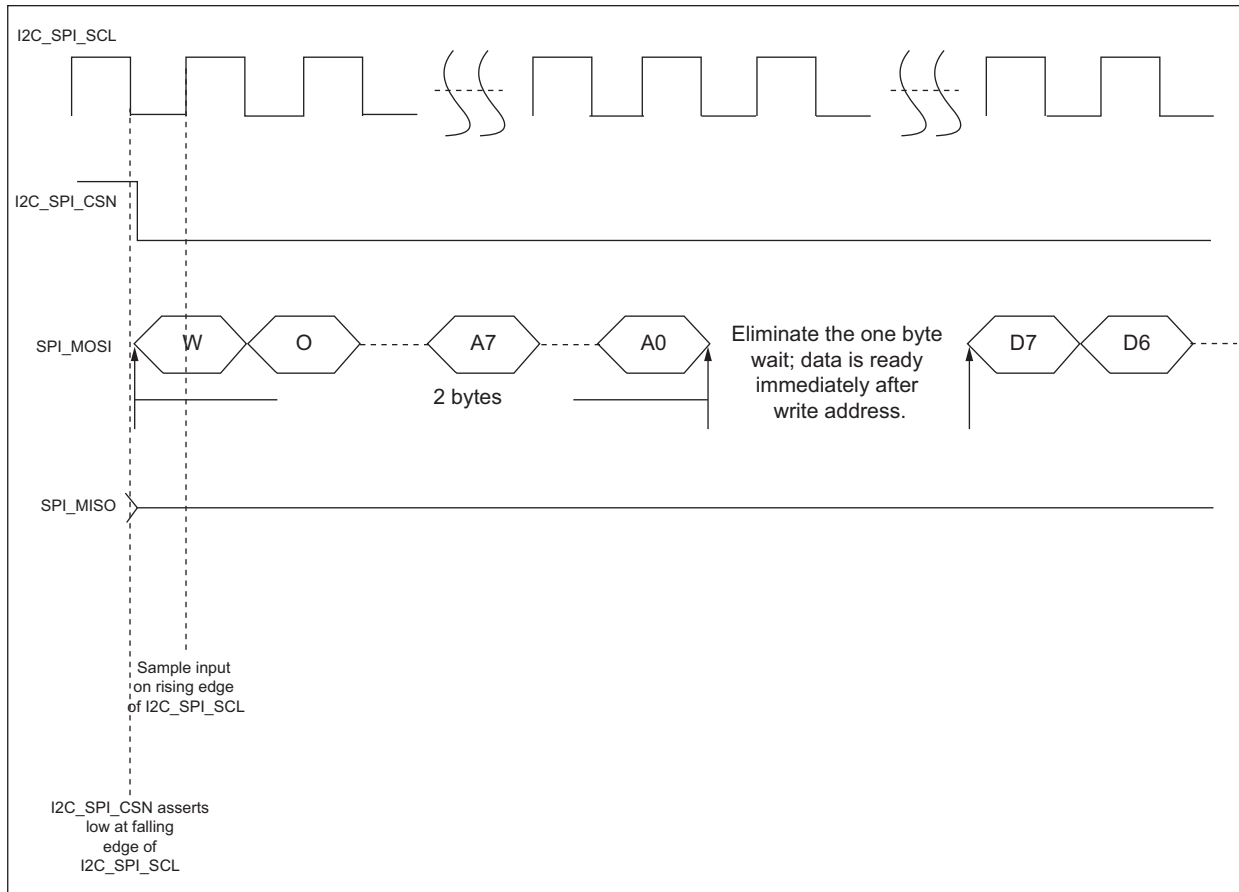 I2C_SPI_SCL
I2C_SPI_CSN
SPI_MOSI
W
O
A7
A0
Eliminate the one byte
wait; data is ready
immediately after
write address.
D7
D6
2 bytes
SPI_MISO
Sample input
on rising edge
of I2C_SPI_SCL
I2C_SPI_CSN asserts
low at falling
edge of
I2C_SPI_SCL